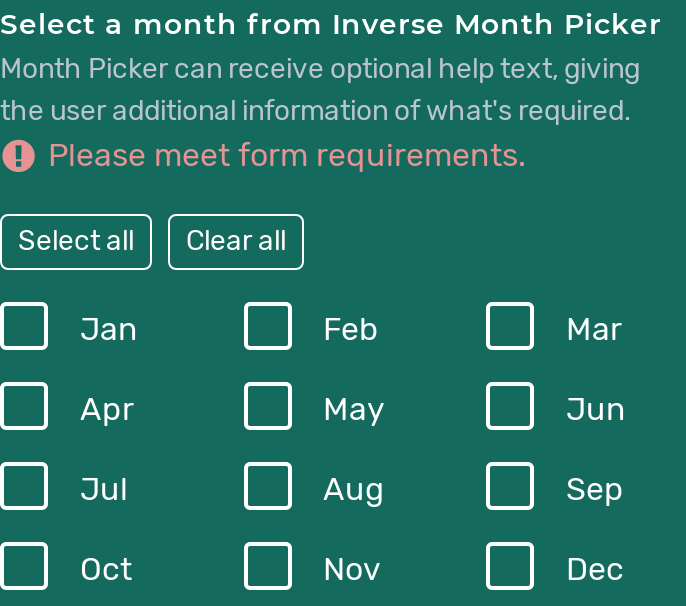 Select a month from Inverse Month Picker
Month Picker can receive optional help text, giving
the user additional information of what's required.
Please meet form requirements.
Select all Clear all
Jan Feb Mar
Apr May Jun
Jul Aug Sep
Oct Nov Dec